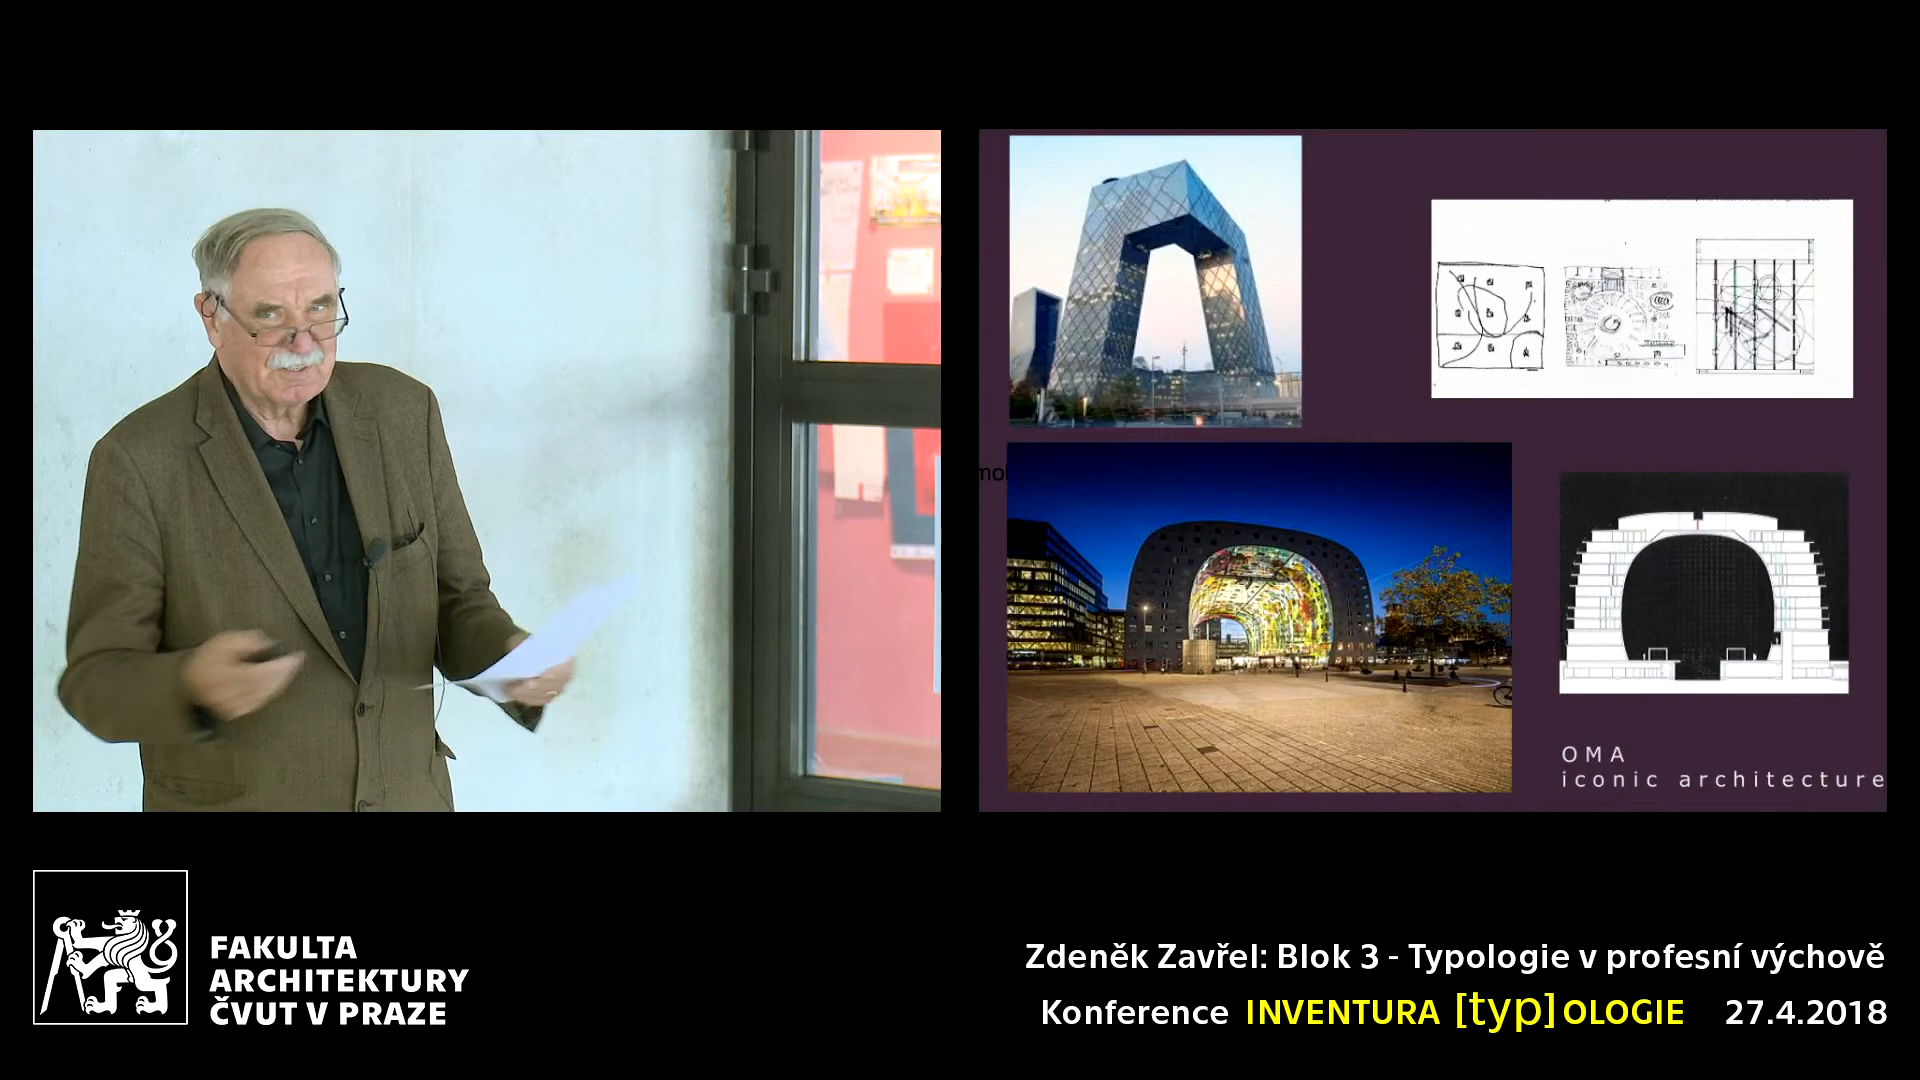 mol
OMA
iconic architecture
FAKULTA
ARCHITEKTURY
ČVUT V PRAZE
Zdeněk Zavřel: Blok 3 - Typologie v profesní výchově
Konference INVENTURA [typ]OLOGIE 27.4.2018